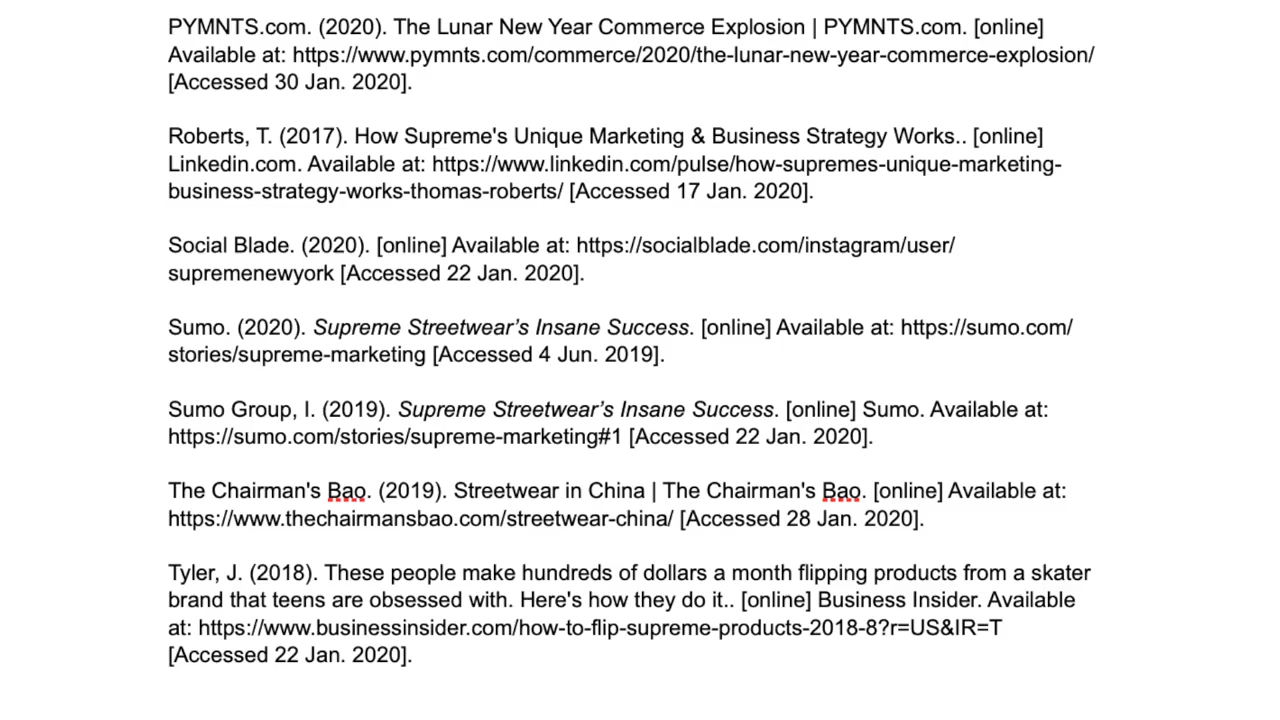 PYMNTS.com. (2020). The Lunar New Year Commerce Explosion | PYMNTS.com. [online]
Available at: https://www.pymnts.com/commerce/2020/the-lunar-new-year-commerce-explosion/
[Accessed 30 Jan. 2020].
Roberts, T. (2017). How Supreme's Unique Marketing & Business Strategy Works.. [online]
Linkedin.com. Available at: https://www.linkedin.com/pulse/how-supremes-unique-marketing-
business-strategy-works-thomas-roberts/ [Accessed 17 Jan. 2020].
Social Blade. (2020). [online] Available at: https://socialblade.com/instagram/user/
supremenewyork [Accessed 22 Jan. 2020].
Sumo. (2020). Supreme Streetwear’s Insane Success. [online] Available at: https://sumo.com/
stories/supreme-marketing [Accessed 4 Jun. 2019].
Sumo Group, I. (2019). Supreme Streetwear’s Insane Success. [online] Sumo. Available at:
https://sumo.com/stories/supreme-marketing#1 [Accessed 22 Jan. 2020].
The Chairman's Bao. (2019). Streetwear in China | The Chairman's Bao. [online] Available at:
https://www.thechairmansbao.com/streetwear-china/ [Accessed 28 Jan. 2020].
Tyler, J. (2018). These people make hundreds of dollars a month flipping products from a skater
brand that teens are obsessed with. Here's how they do it.. [online] Business Insider. Available
at: https://www.businessinsider.com/how-to-flip-supreme-products-2018-8?r=US&IR=T
[Accessed 22 Jan. 2020].